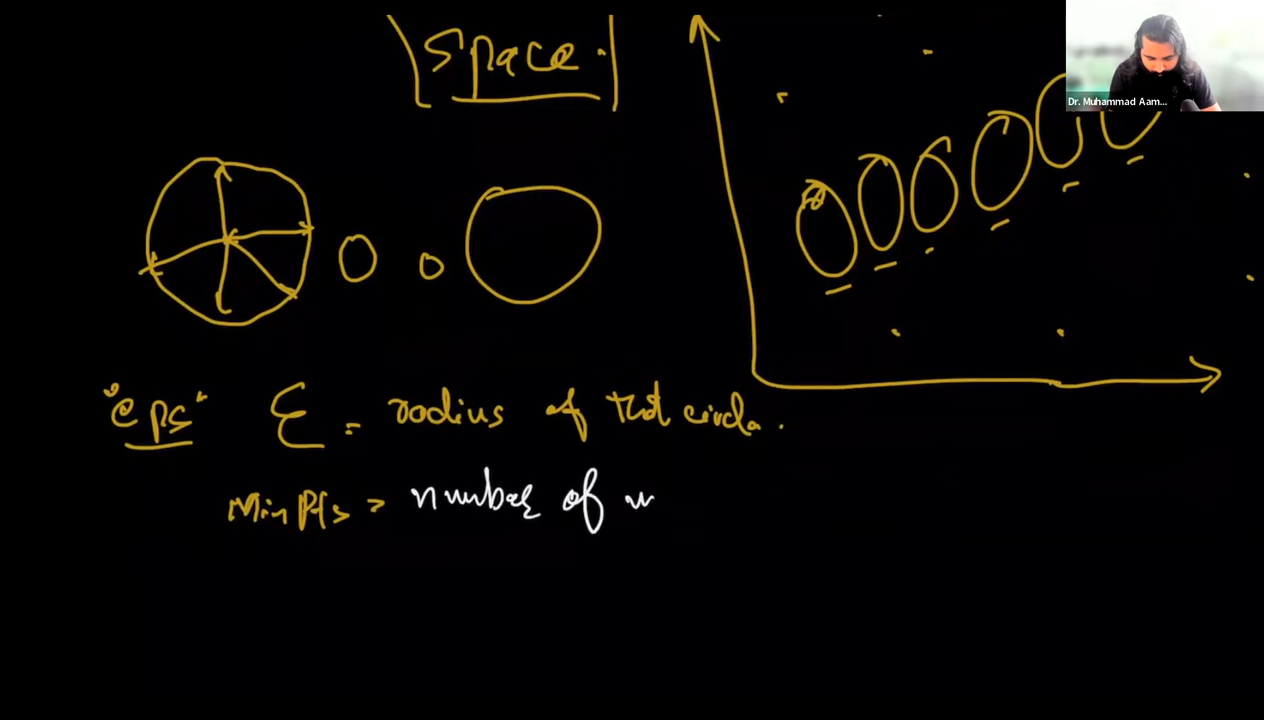 Space.
Dr. Muhammad Aam...
"eps" Ɛ = radius of that circle.
MinPts = number of